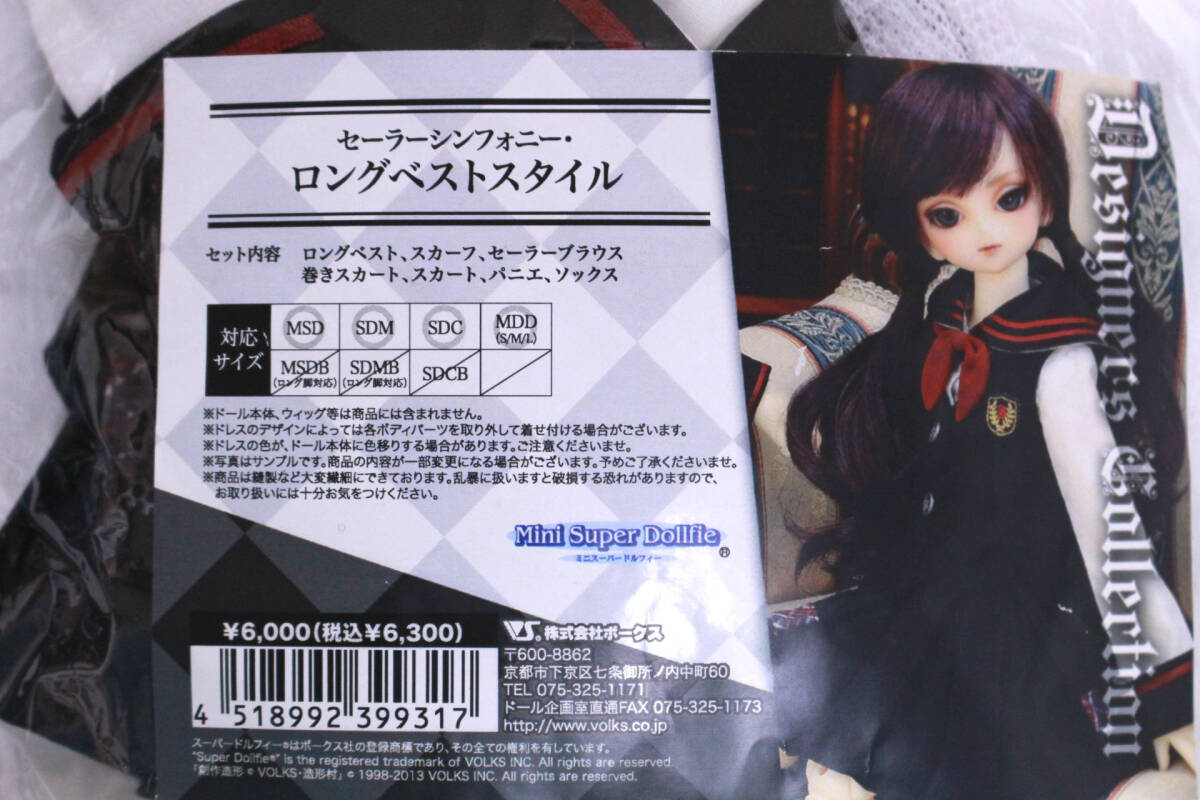 セーラーシンフォニー・
ロングベストスタイル
セット内容 ロングベスト、スカーフ、セーラーブラウス
巻きスカート、スカート、パニエ、ソックス
対応サイズ
MSD SDM SDC MDD (S/M/L)
MSDB (ロング脚対応) SDMB (ロング脚対応) SDCB
※ドール本体、ウィッグ等は商品には含まれません。
※ドレスのデザインによっては各ボディパーツを取り外して着せ付ける場合がございます。
※ドレスの色が、ドール本体に色移りする場合があります。ご注意くださいませ。
※写真はサンプルです。商品の内容が一部変更になる場合がございます。予めご了承くださいませ。
※商品は縫製など大変繊細にできております。乱暴に扱いますと破損する恐れがありますので、
お取り扱いには十分お気をつけください。
Mini Super Dollfie®
ミニスーパードルフィー
¥6,000(税込¥6,300)
4 518992 399317
VS®株式会社ボークス
〒600-8862
京都市下京区七条御所ノ内中町60
TEL 075-325-1171
ドール企画室直通FAX 075-325-1173
http://www.volks.co.jp
スーパードルフィー®はボークス社の登録商標であり、その全ての権利を有しています。
"Super Dollfie®" is the registered trademark of VOLKS INC. All rights are reserved.
「創作造形©VOLKS・造形村」©1998-2013 VOLKS INC. All rights are reserved.
Designers Collection